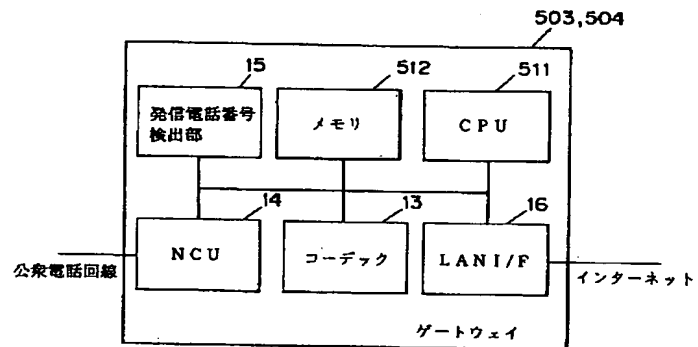 503,504
15
512
511
発信電話番号
検出部
メモリ
CPU
14
13
16
NCU
コーデック
LANI/F
公衆電話回線
インターネット
ゲートウェイ